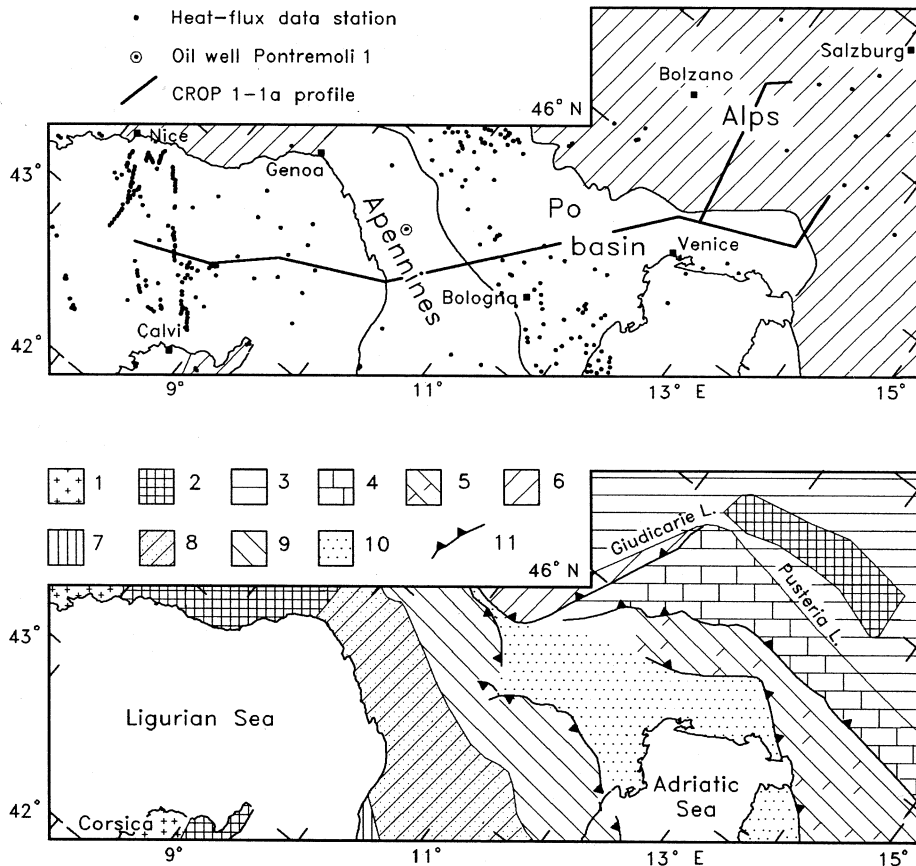 Heat-flux data station
Oil well Pontremoli 1
CROP 1-1a profile
Salzburg
Bolzano
46° N
Alps
Nice
43°
Genoa
Apennines
Po
basin
Venice
Bologna
Calvi
42°
9°
11°
13° E
15°
1
2
3
4
5
6
7
8
9
10
11
46° N
Giudicarie L.
Pusteria L.
43°
Ligurian Sea
Adriatic
Sea
42°
Corsica
9°
11°
13° E
15°